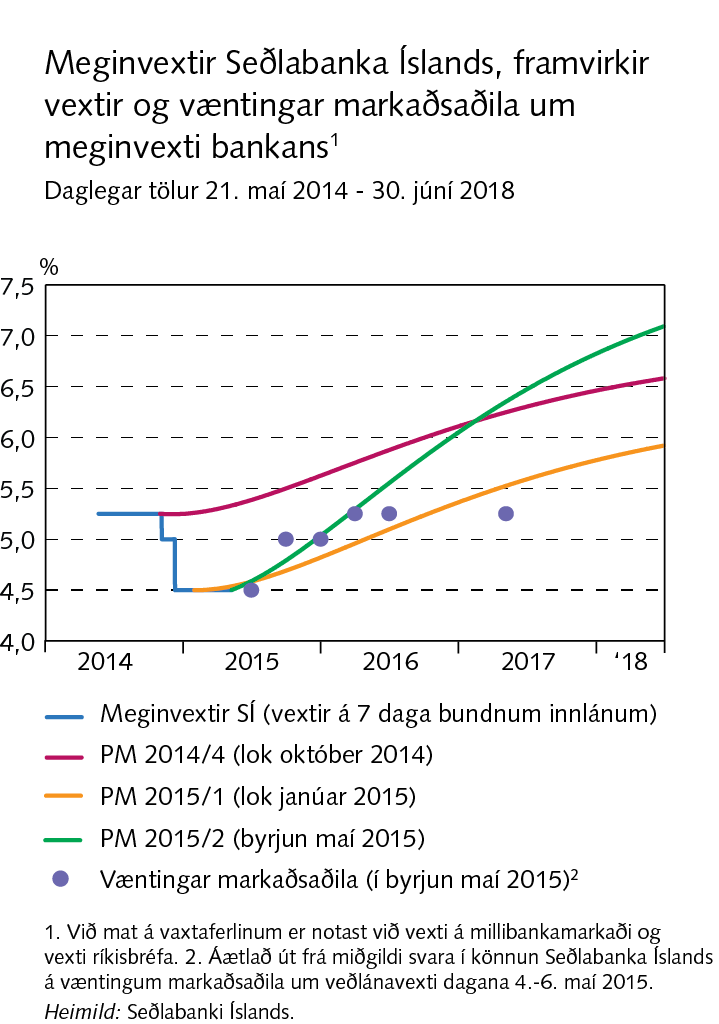 Meginvextir Seðlabanka Íslands, framvirkir
vextir og væntingar markaðsaðila um
meginvexti bankans¹
Daglegar tölur 21. maí 2014 - 30. júní 2018
%
7,5
7,0
6,5
6,0
5,5
5,0
4,5
4,0
2014 2015 2016 2017 ‘18
Meginvextir SÍ (vextir á 7 daga bundnum innlánum)
PM 2014/4 (lok október 2014)
PM 2015/1 (lok janúar 2015)
PM 2015/2 (byrjun maí 2015)
Væntingar markaðsaðila (í byrjun maí 2015)²
1. Við mat á vaxtaferlinum er notast við vexti á millibankamarkaði og
vexti ríkisbréfa. 2. Áætlað út frá miðgildi svara í könnun Seðlabanka Íslands
á væntingum markaðsaðila um veðlánavexti dagana 4.-6. maí 2015.
Heimild: Seðlabanki Íslands.